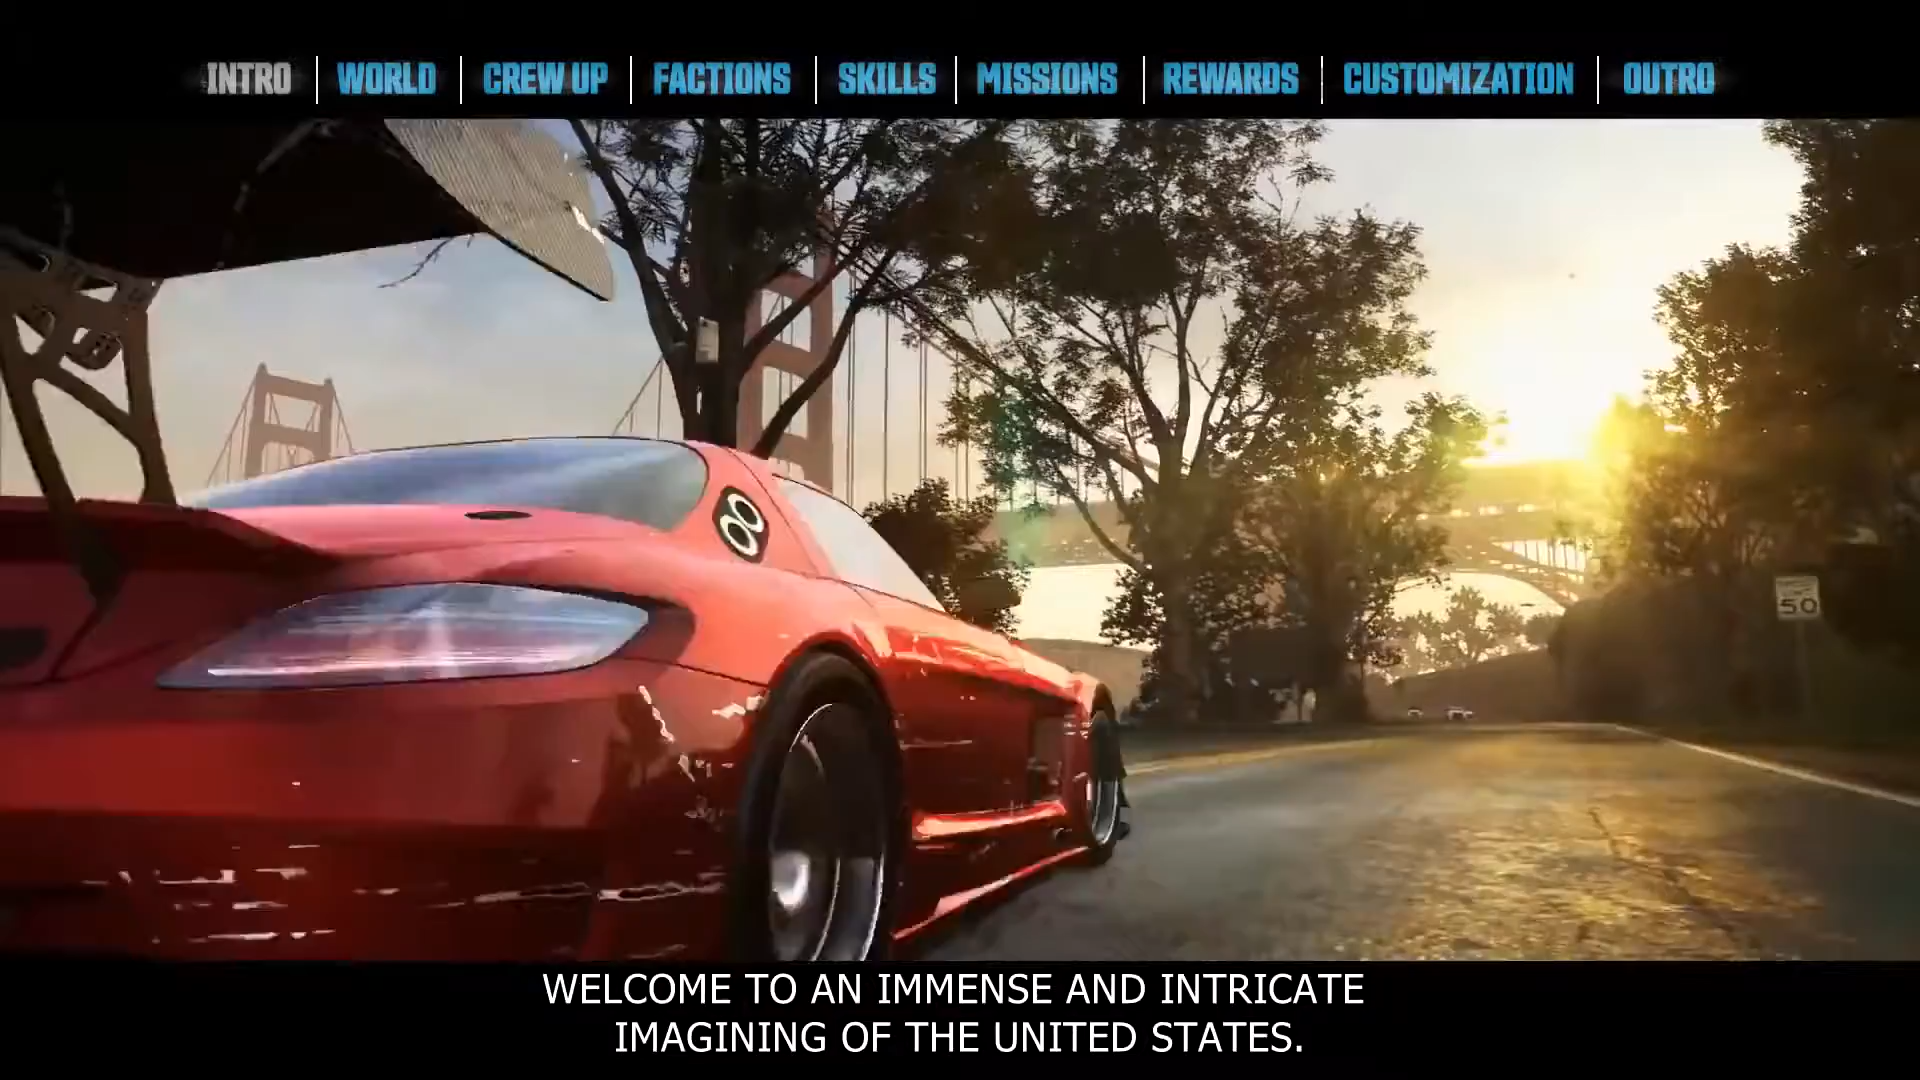 INTRO WORLD CREW UP FACTIONS SKILLS MISSIONS REWARDS CUSTOMIZATION OUTRO
8
50
WELCOME TO AN IMMENSE AND INTRICATE
IMAGINING OF THE UNITED STATES.